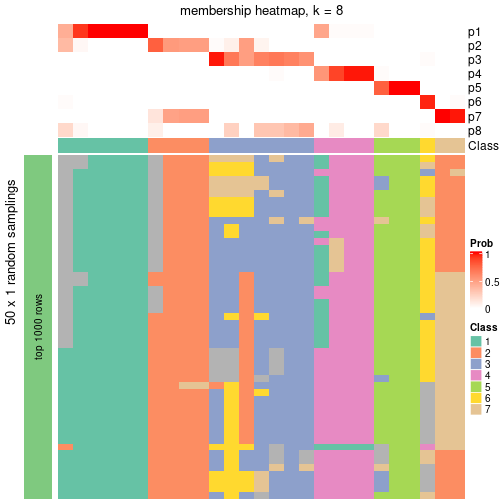 membership heatmap, k = 8
p1
p2
p3
p4
p5
p6
p7
p8
Class
50 x 1 random samplings
top 1000 rows
Prob
1
0.5
0
Class
1
2
3
4
5
6
7